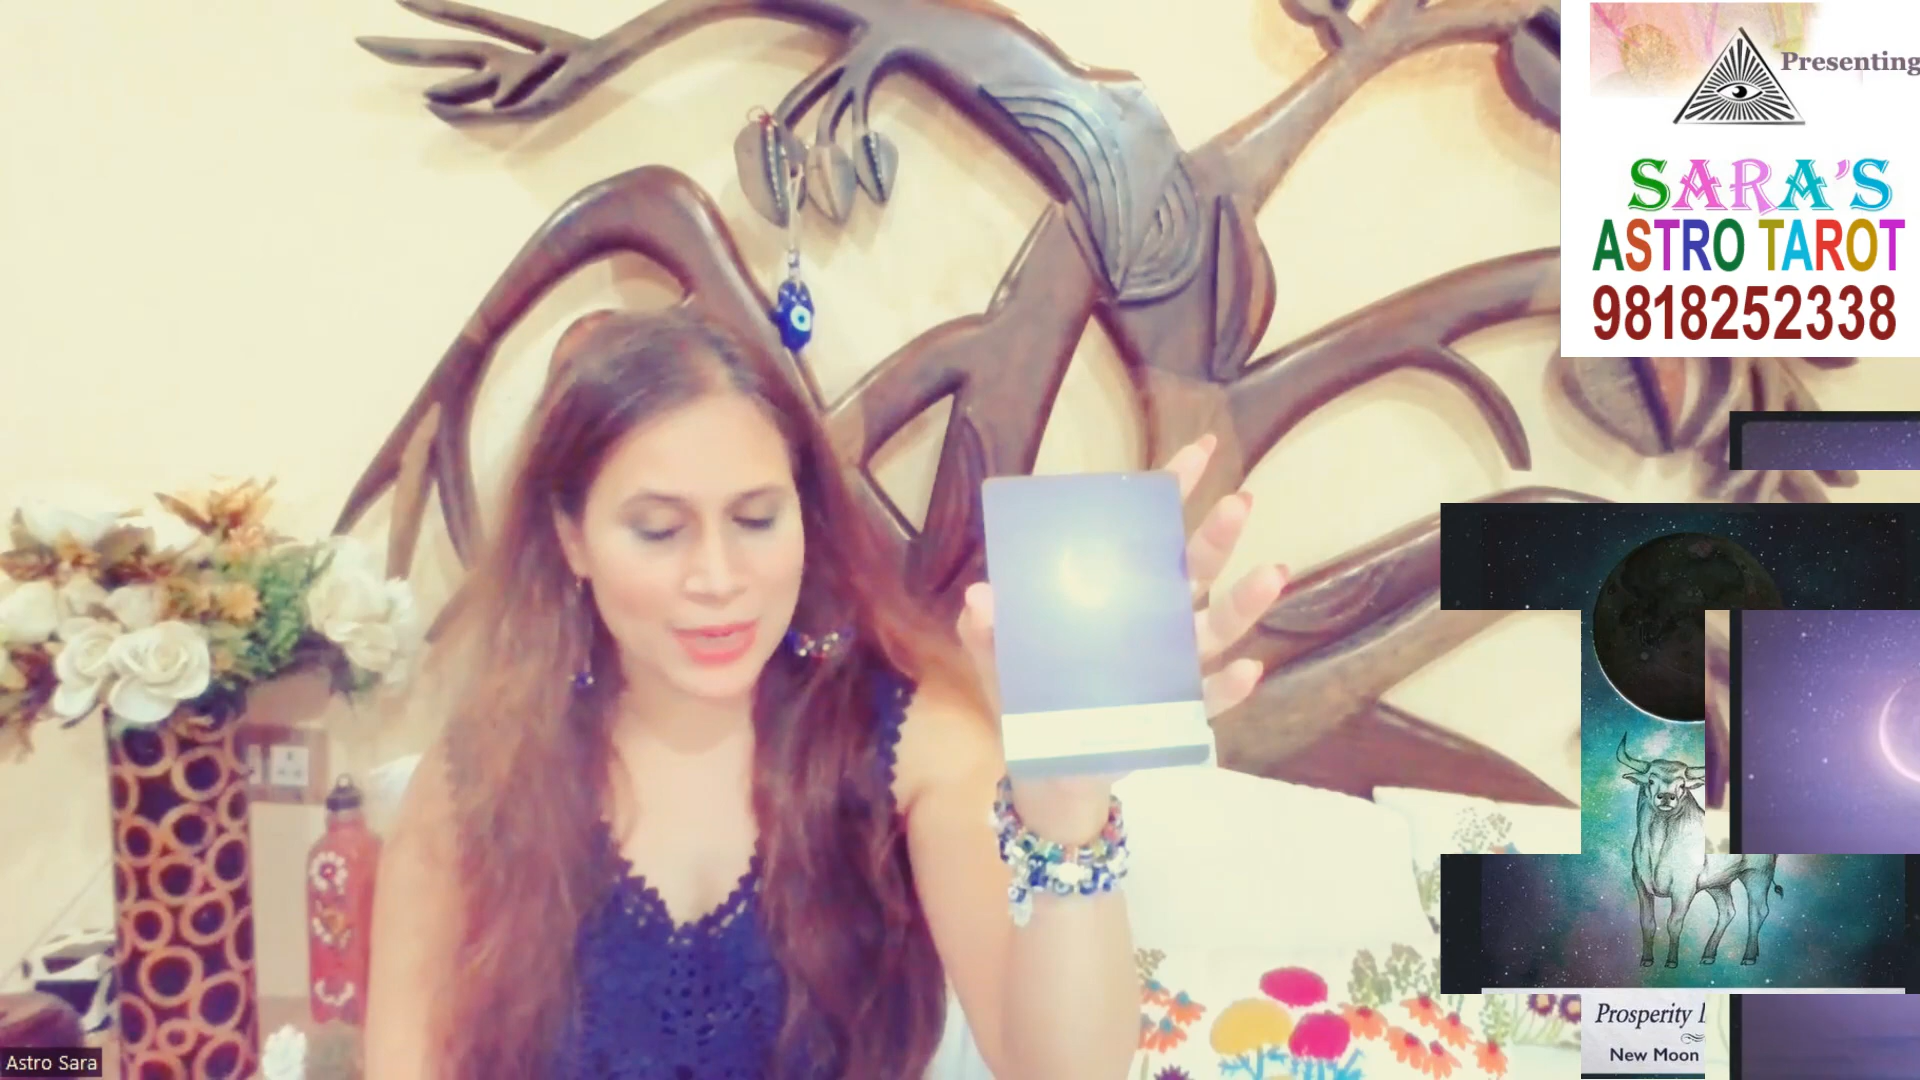 Presenting
SARA'S
ASTRO TAROT
9818252338
Prosperity
New Moon
Astro Sara